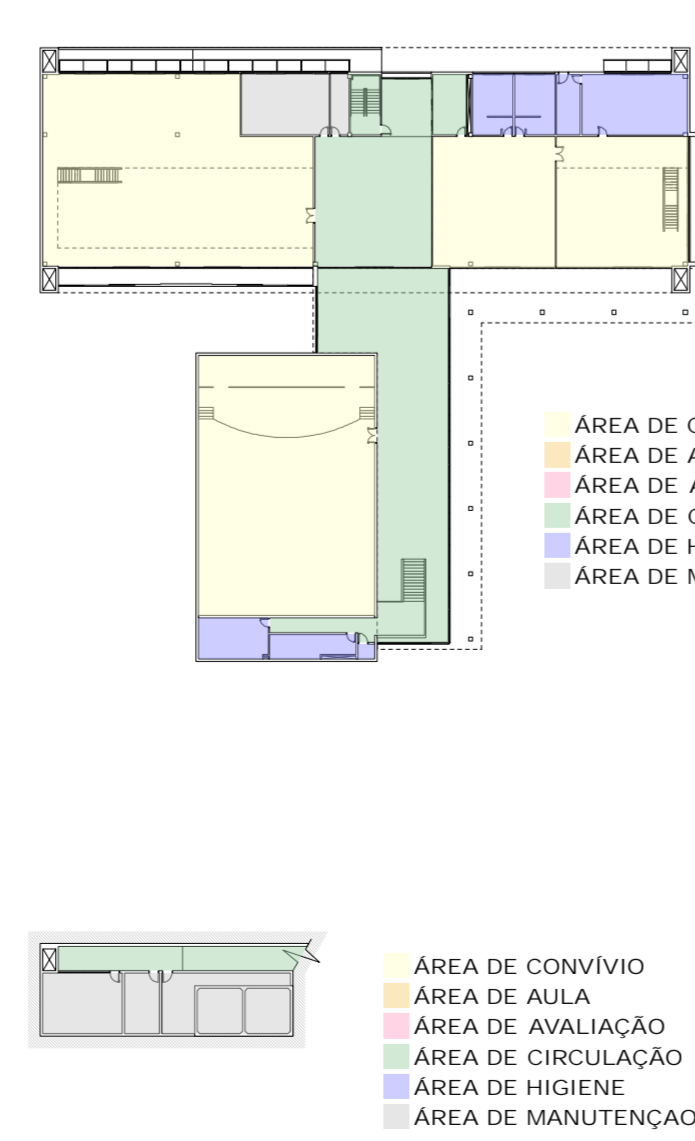 ÁREA DE
ÁREA DE
ÁREA DE
ÁREA DE
ÁREA DE
ÁREA DE
ÁREA DE CONVÍVIO
ÁREA DE AULA
ÁREA DE AVALIAÇÃO
ÁREA DE CIRCULAÇÃO
ÁREA DE HIGIENE
ÁREA DE MANUTENÇAO